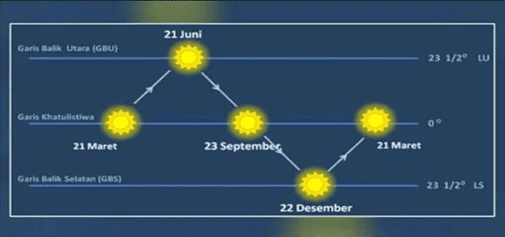 21 Juni
Garis Balik Utara (GBU)
23 1/2° LU
Garis Khatulistiwa
0°
21 Maret
23 September
21 Maret
Garis Balik Selatan (GBS)
23 1/2° LS
22 Desember